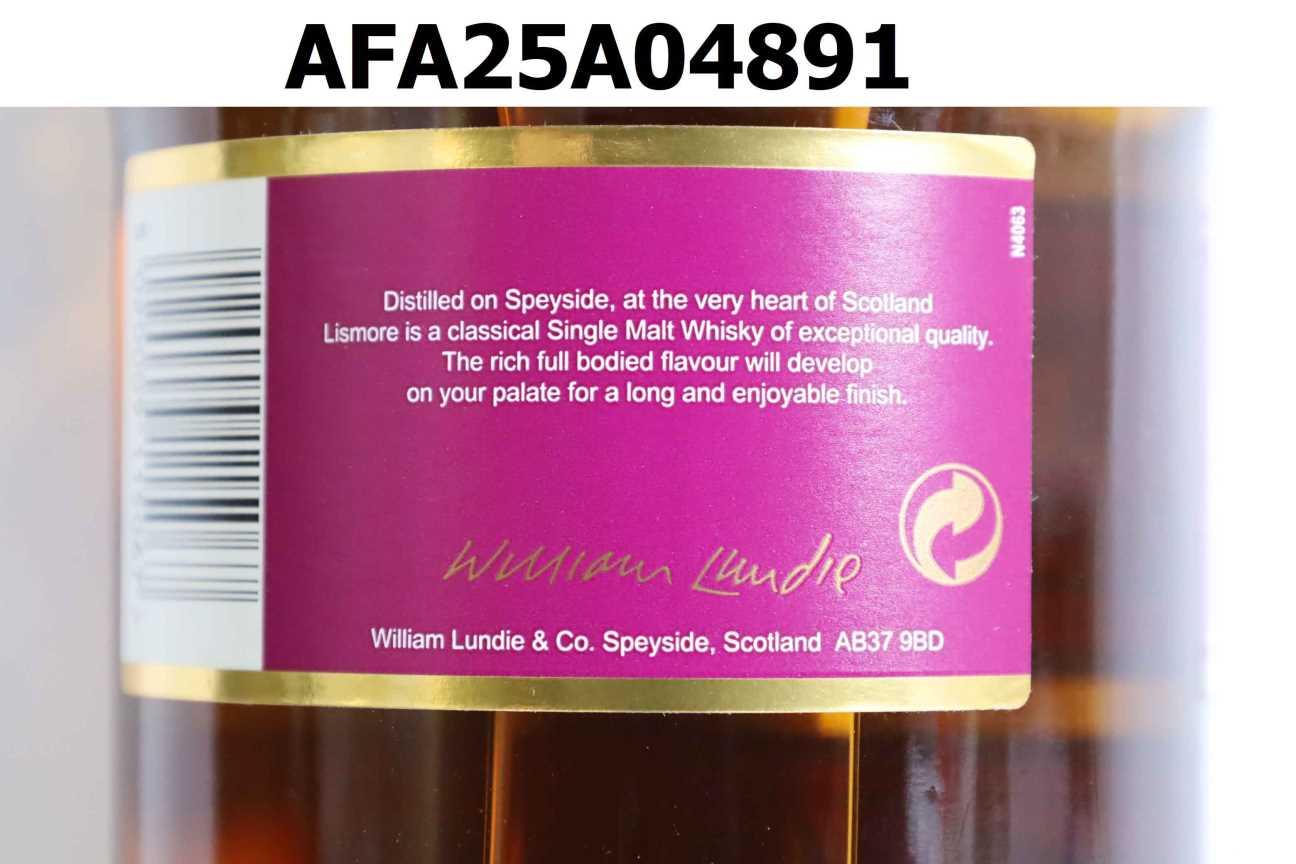 AFA25A04891
N4063
Distilled on Speyside, at the very heart of Scotland
Lismore is a classical Single Malt Whisky of exceptional quality.
The rich full bodied flavour will develop
on your palate for a long and enjoyable finish.
William Lundie
William Lundie & Co. Speyside, Scotland AB37 9BD